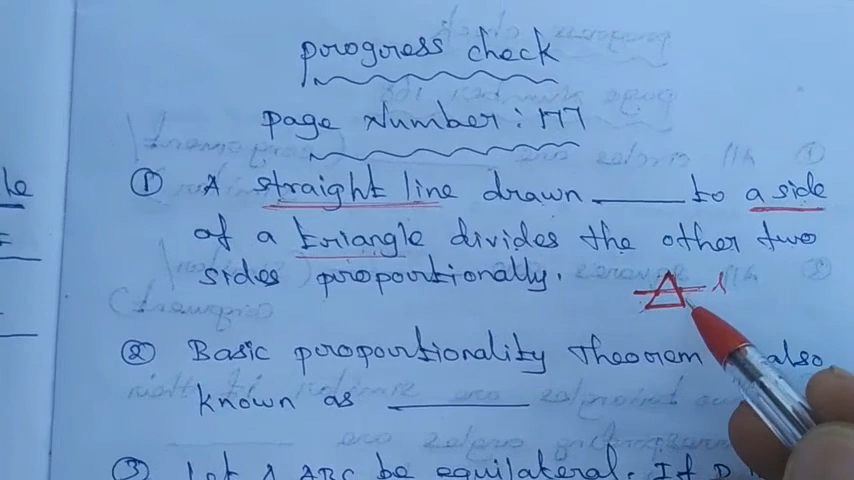 progress check
page Number: 177
① A straight line drawn ______ to a side
of a triangle divides the other two
sides proportionally.
② Basic proportionality Theorem also
known as ______
③ Let Δ ABC be equilateral. If D